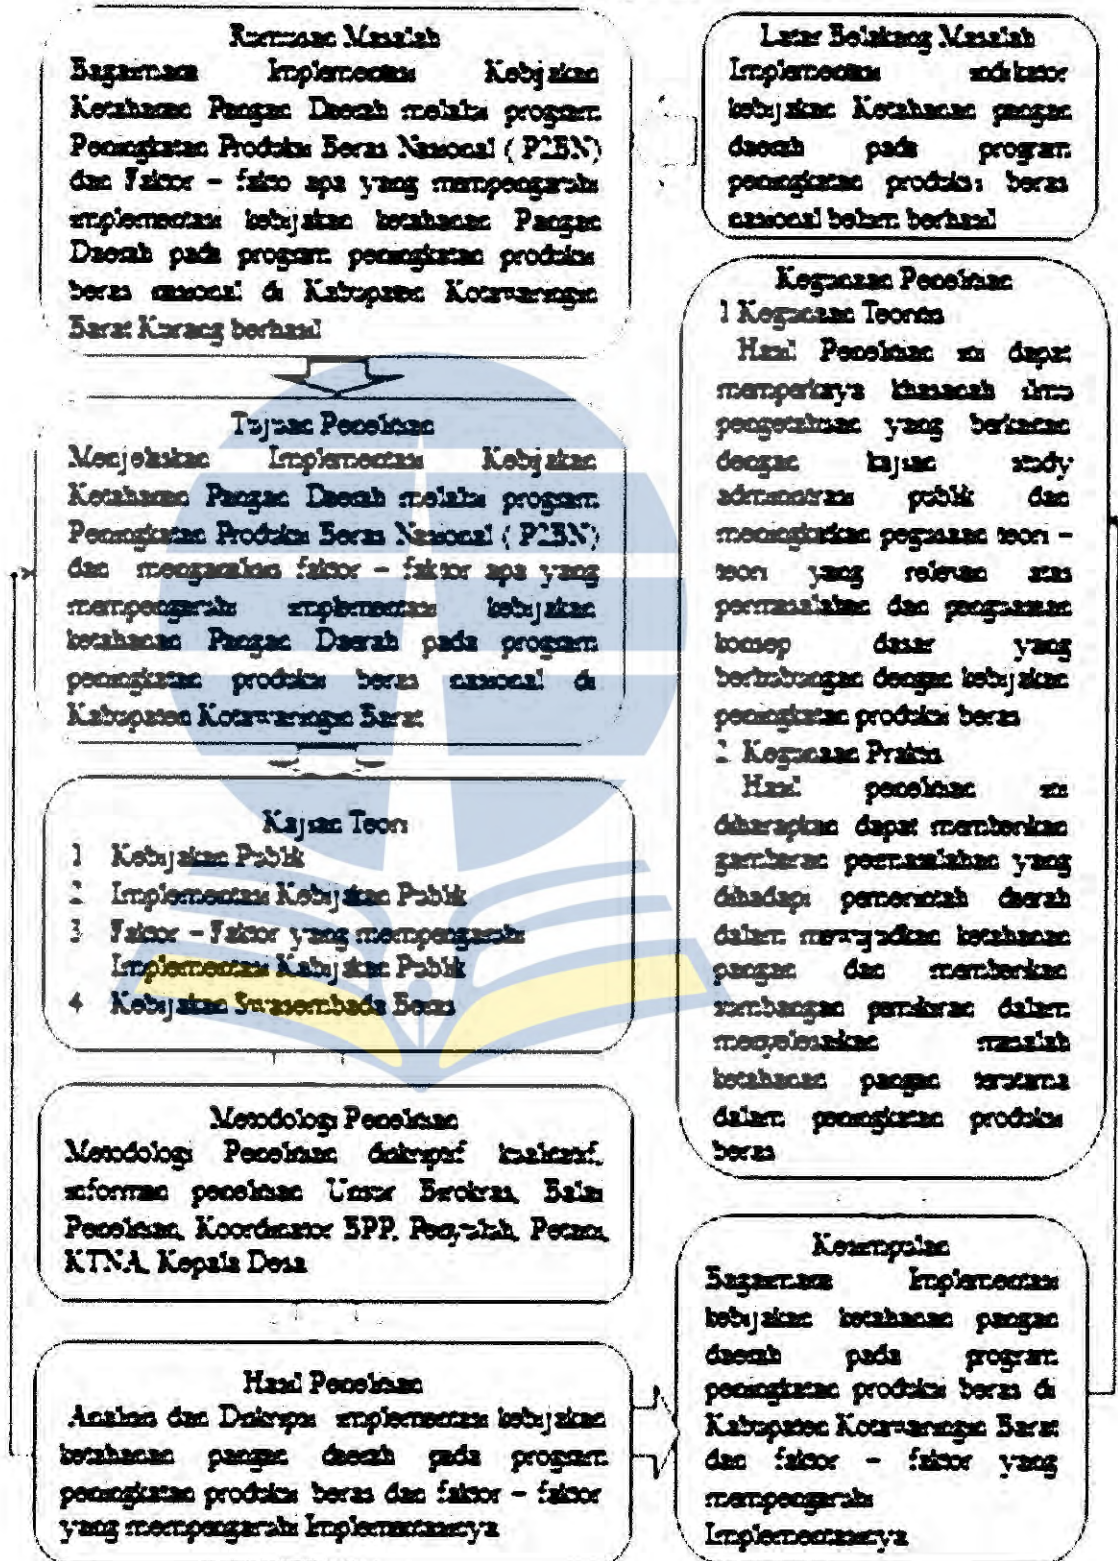 Rumusan Masalah
Bagaimana Implementasi Kebijakan
Ketahanan Pangan Daerah melalui program
Peningkatan Produksi Beras Nasional ( P2BN)
dan Faktor – fakto apa yang mempengaruhi
implementasi kebijakan ketahanan Pangan
Daerah pada program peningkatan produksi
beras nasional di Kabupaten Kotawaringin
Barat Kurang berhasil
Latar Belakang Masalah
Implementasi indikator
kebijakan Ketahanan pangan
daerah pada program
peningkatan produksi beras
nasional belum berhasil
Tujuan Penelitian
Menjelaskan Implementasi Kebijakan
Ketahanan Pangan Daerah melalui program
Peningkatan Produksi Beras Nasional ( P2BN)
dan menganalisis faktor – faktor apa yang
mempengaruhi implementasi kebijakan
ketahanan Pangan Daerah pada program
peningkatan produksi beras nasional di
Kabupaten Kotawaringin Barat
Kajian Teori
1 Kebijakan Publik
2 Implementasi Kebijakan Publik
3 Faktor – Faktor yang mempengaruhi
Implementasi Kabijakan Publik
4 Kebijakan Swasembada Beras
Metodologi Penelitian
Metodologi Penelitian diskriptif kualitatif,
informan penelitian Unsur Birokrasi, Balai
Penelitian, Koordinator BPP, Penyuluh, Petani,
KTNA, Kepala Desa
Hasil Penelitian
Analisis dan Diskripsi implementasi kebijakan
ketahanan pangan daerah pada program
peningkatan produksi beras dan faktor – faktor
yang mempengaruhi Implementasinya
Kegunaan Penelitian
1 Kegunaan Teoritis
Hasil Penelitian ini dapat
memperkaya khasanah ilmu
pengetahuan yang berkaitan
dengan kajian study
administrasi publik dan
meningkatkan pegunaan teori –
teori yang relevan atas
permasalahan dan penguasaan
konsep dasar yang
berhubungan dengan kebijakan
peningkatan produksi beras
2 Kegunaan Praktis
Hasil penelitian ini
diharapkan dapat memberikan
gambaran permasalahan yang
dihadapi pemerintah daerah
dalam mewujudkan ketahanan
pangan dan memberikan
sumbangan pemikiran dalam
menyelesaikan masalah
ketahanan pangan terutama
dalam peningkatan produksi
beras
Kesimpulan
Bagaimana Implementasi
kebijakan ketahanan pangan
daerah pada program
peningkatan produksi beras di
Kabupaten Kotawaringin Barat
dan faktor – faktor yang
mempengaruhi
Implementasinya